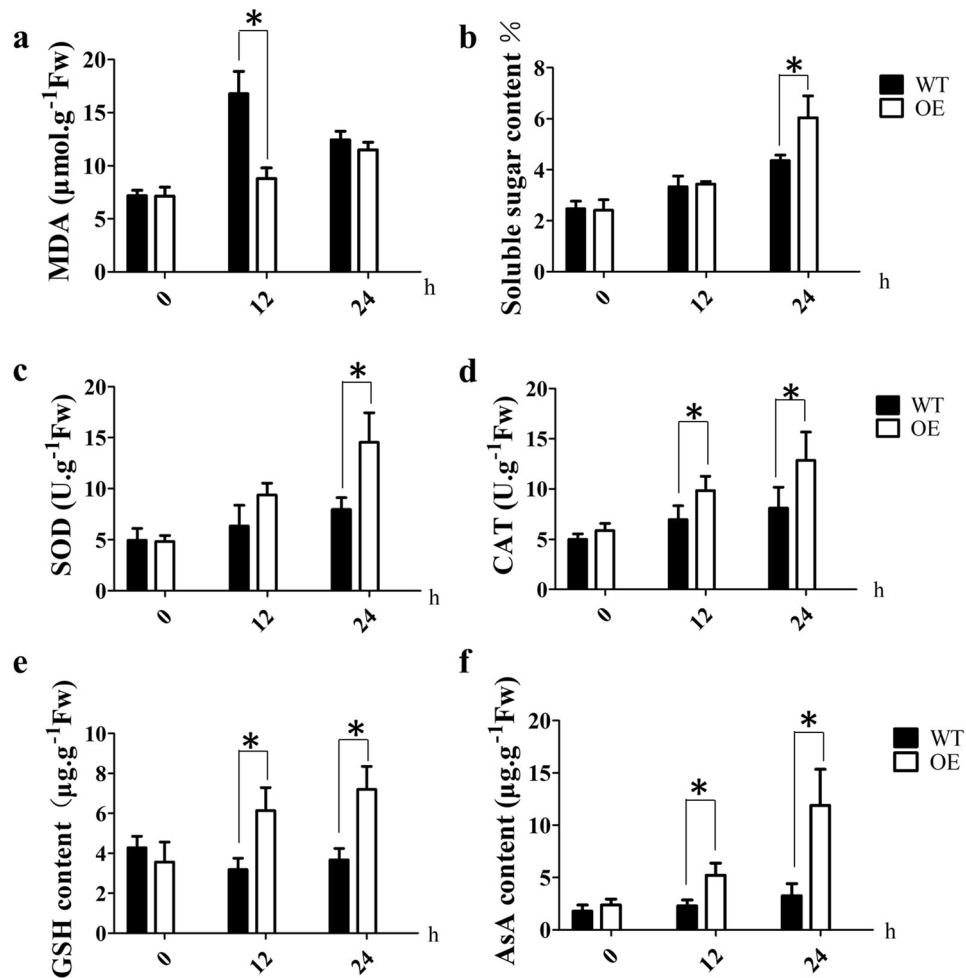 a
MDA (μmol.g⁻¹Fw)
20
15
10
5
0
*
0
12
24
h
b
Soluble sugar content %
8
6
4
2
0
*
0
12
24
h
WT
OE
c
SOD (U.g⁻¹Fw)
20
15
10
5
0
*
0
12
24
h
d
CAT (U.g⁻¹Fw)
20
15
10
5
0
*
*
0
12
24
h
WT
OE
e
GSH content（μg.g⁻¹Fw)
10
8
6
4
2
0
*
*
0
12
24
f
AsA content (μg.g⁻¹Fw)
20
15
10
5
0
*
*
0
12
24
h
WT
OE